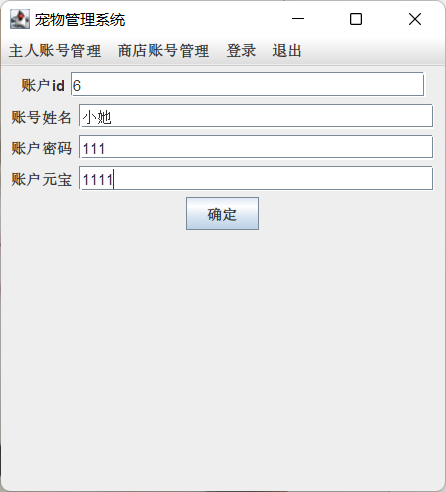 宠物管理系统
主人账号管理 商店账号管理 登录 退出
账户id 6
账号姓名 小她
账户密码 111
账户元宝 1111
确定